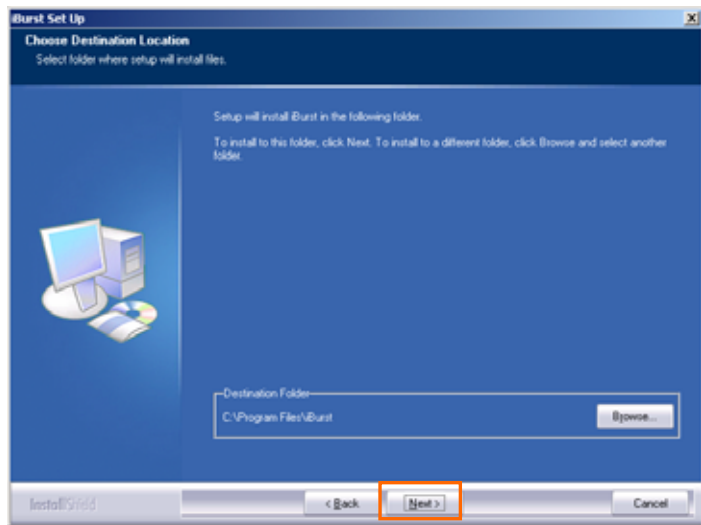 iBurst Set Up
Choose Destination Location
Select folder where setup will install files.
Setup will install iBurst in the following folder.
To install to this folder, click Next. To install to a different folder, click Browse and select another
folder.
Destination Folder
C:\Program Files\iBurst
Browse...
InstallShield
< Back
Next >
Cancel